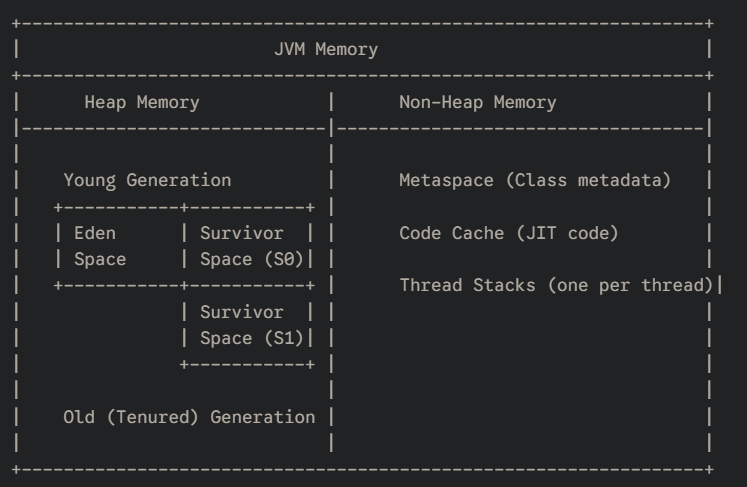 +------------------------------------------------------------------+
|                        JVM Memory                               |
+------------------------------------------------------------------+
|      Heap Memory            |      Non-Heap Memory              |
|-----------------------------|-----------------------------------|
|                             |                                   |
|    Young Generation         |      Metaspace (Class metadata)   |
|   +-----------+-----------+ |                                   |
|   | Eden      | Survivor  | |      Code Cache (JIT code)        |
|   | Space     | Space (S0)| |                                   |
|   +-----------+-----------+ |      Thread Stacks (one per thread)|
|               | Survivor  | |                                   |
|               | Space (S1)| |                                   |
|               +-----------+ |                                   |
|                             |                                   |
|    Old (Tenured) Generation |                                   |
|                             |                                   |
+------------------------------------------------------------------+